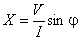 X = V/I sin φ